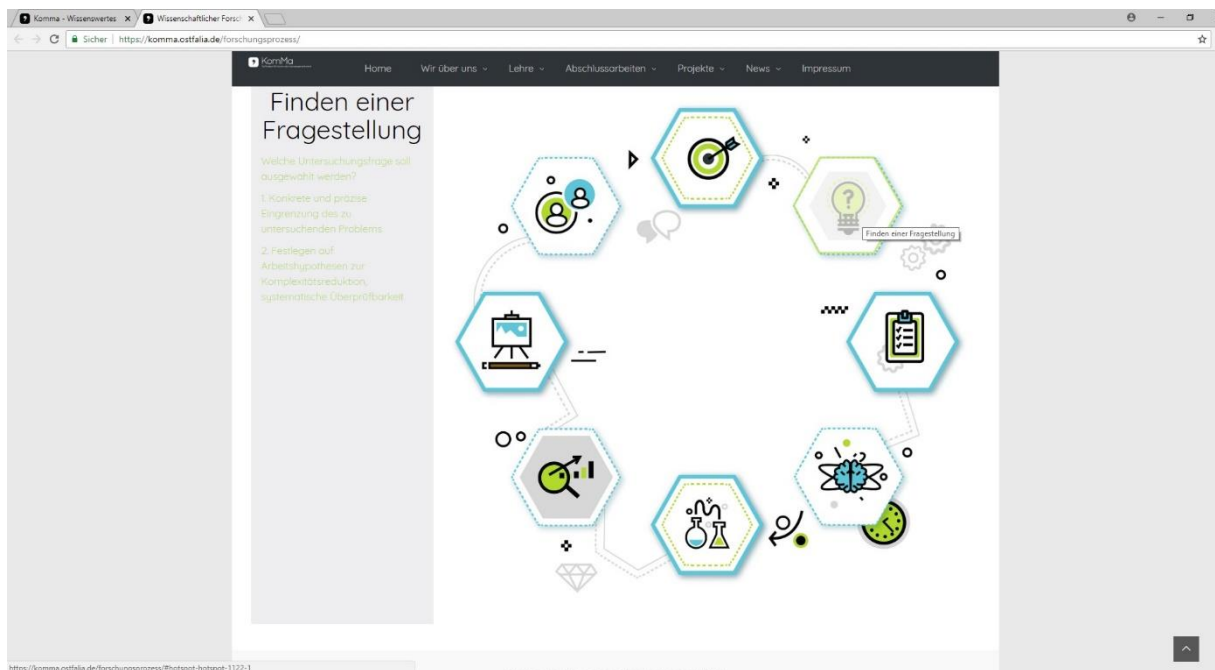 Komma - Wissenswertes
Wissenschaftlicher Forsc
Sicher | https://komma.ostfalia.de/forschungsprozess/
KomMa
Home Wir über uns Lehre Abschlussarbeiten Projekte News Impressum
Finden einer
Fragestellung
Welche Untersuchungsfrage soll
ausgewählt werden?
1. Konkrete und präzise
Eingrenzung des zu
untersuchenden Problems
2. Festlegen auf
Arbeitshypothesen zur
Komplexitätsreduktion,
systematische Überprüfbarkeit
?
Finden einer Fragestellung
https://komma.ostfalia.de/forschungsprozess/#hotspot-hotspot-1122-1